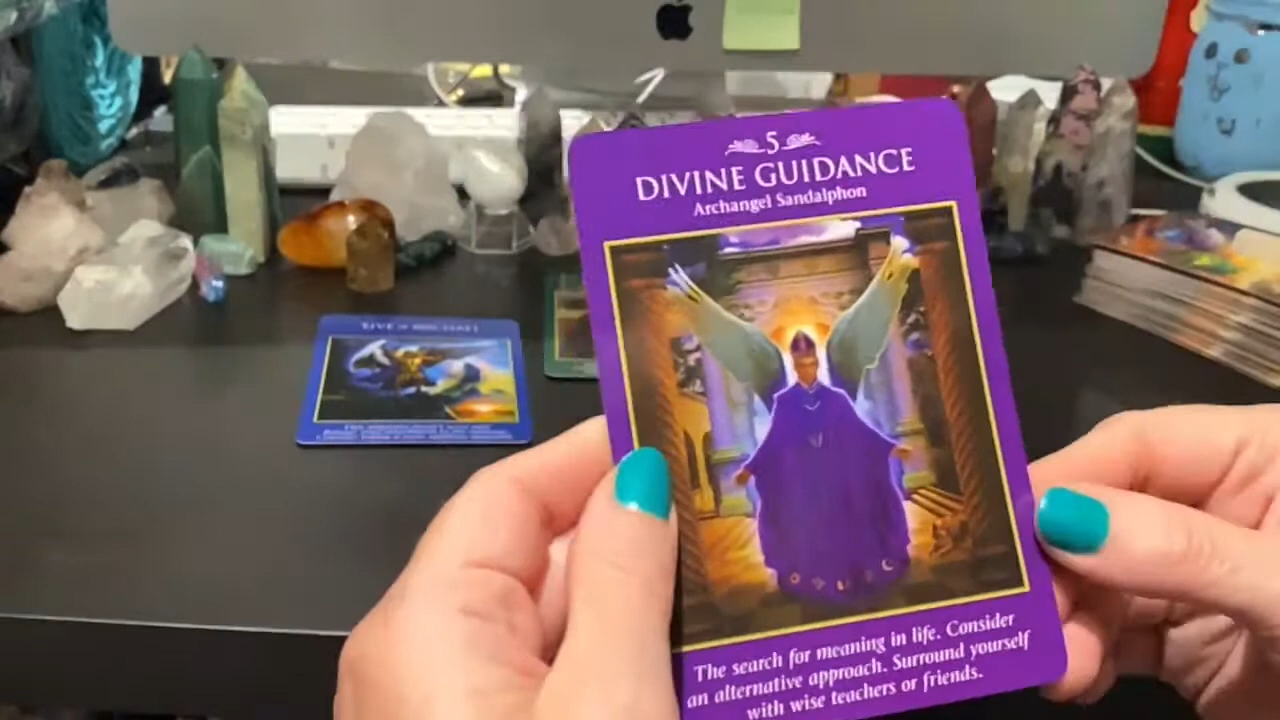 5
DIVINE GUIDANCE
Archangel Sandalphon
The search for meaning in life. Consider
an alternative approach. Surround yourself
with wise teachers or friends.